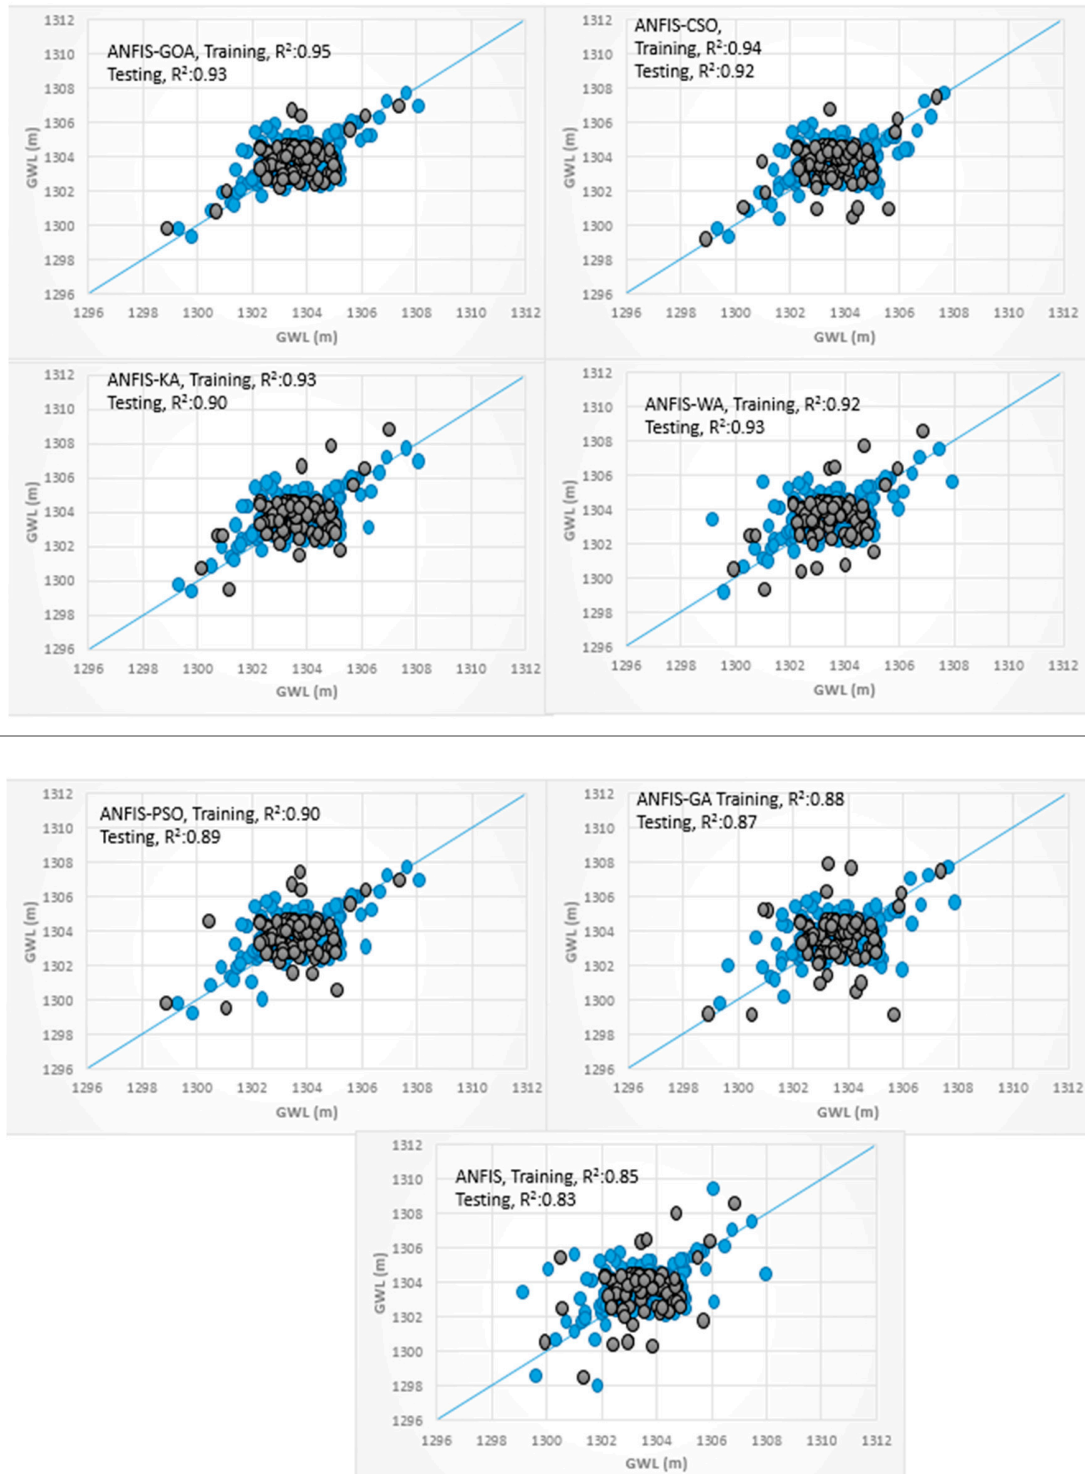 ANFIS-GOA, Training, R²:0.95
Testing, R²:0.93
1312
1310
1308
1306
1304
1302
1300
1298
1296
GWL (m)
1296 1298 1300 1302 1304 1306 1308 1310 1312
GWL (m)
ANFIS-CSO,
Training, R²:0.94
Testing, R²:0.92
1312
1310
1308
1306
1304
1302
1300
1298
1296
GWL (m)
1296 1298 1300 1302 1304 1306 1308 1310 1312
GWL (m)
ANFIS-KA, Training, R²:0.93
Testing, R²:0.90
1312
1310
1308
1306
1304
1302
1300
1298
1296
GWL (m)
1296 1298 1300 1302 1304 1306 1308 1310 1312
GWL (m)
ANFIS-WA, Training, R²:0.92
Testing, R²:0.93
1312
1310
1308
1306
1304
1302
1300
1298
1296
GWL (m)
1296 1298 1300 1302 1304 1306 1308 1310 1312
GWL (m)
ANFIS-PSO, Training, R²:0.90
Testing, R²:0.89
1312
1310
1308
1306
1304
1302
1300
1298
1296
GWL (m)
1296 1298 1300 1302 1304 1306 1308 1310 1312
GWL (m)
ANFIS-GA Training, R²:0.88
Testing, R²:0.87
1312
1310
1308
1306
1304
1302
1300
1298
1296
GWL (m)
1296 1298 1300 1302 1304 1306 1308 1310 1312
GWL (m)
ANFIS, Training, R²:0.85
Testing, R²:0.83
1312
1310
1308
1306
1304
1302
1300
1298
1296
GWL (m)
1296 1298 1300 1302 1304 1306 1308 1310 1312
GWL (m)